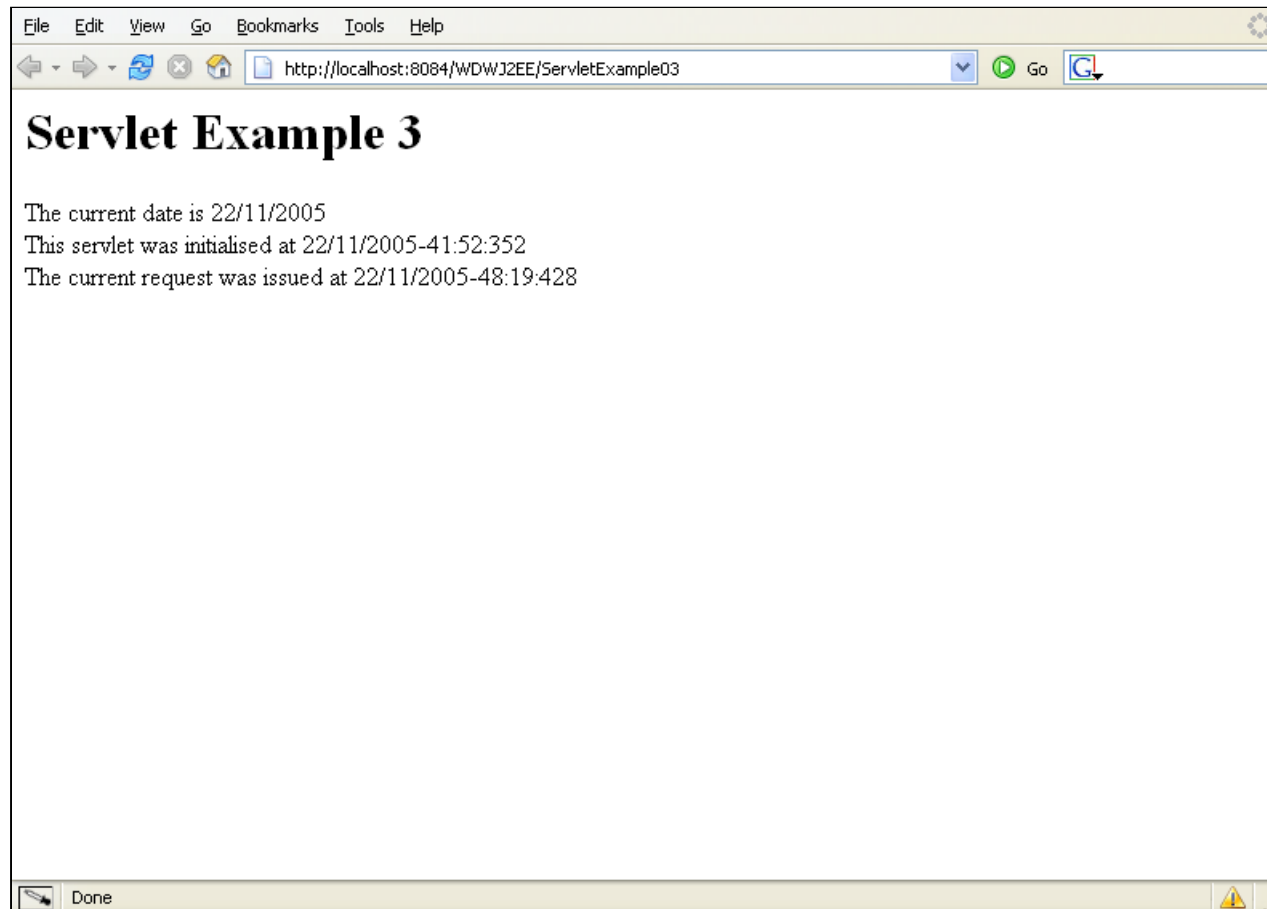 File Edit View Go Bookmarks Tools Help
http://localhost:8084/WDWJ2EE/ServletExample03 Go G
Servlet Example 3
The current date is 22/11/2005
This servlet was initialised at 22/11/2005-41:52:352
The current request was issued at 22/11/2005-48:19:428
Done